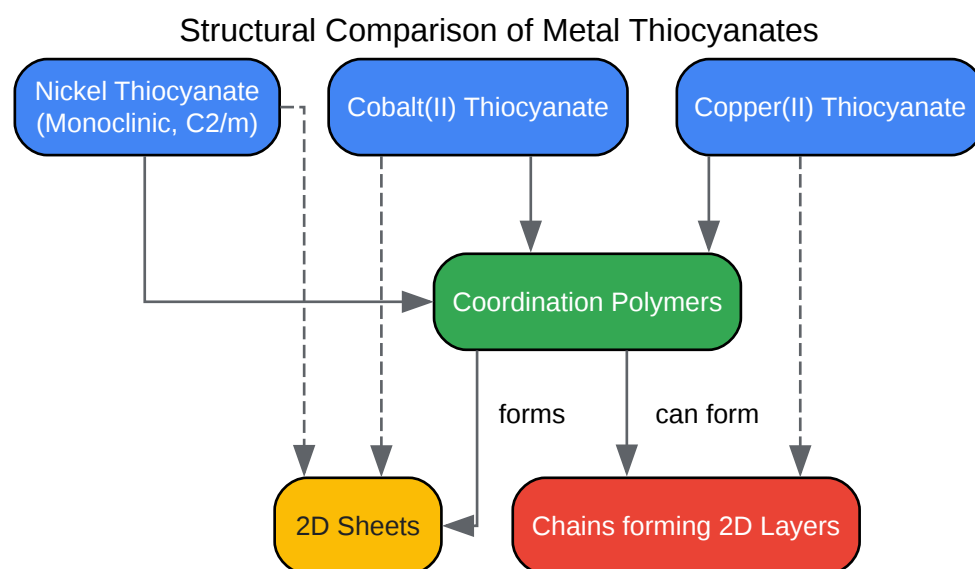 Structural Comparison of Metal Thiocyanates
Nickel Thiocyanate
(Monoclinic, C2/m)
Cobalt(II) Thiocyanate
Copper(II) Thiocyanate
Coordination Polymers
forms
can form
2D Sheets
Chains forming 2D Layers